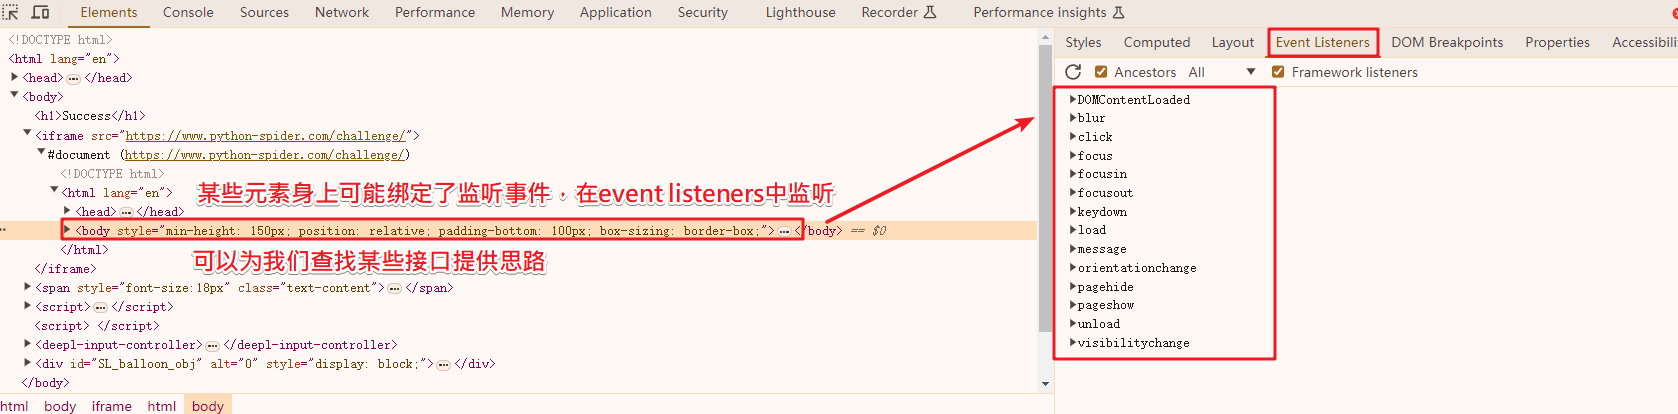 Elements Console Sources Network Performance Memory Application Security Lighthouse Recorder Performance insights
<!DOCTYPE html>
<html lang="en">
<head>…</head>
<body>
<h1>Success</h1>
<iframe src="https://www.python-spider.com/challenge/">
#document (https://www.python-spider.com/challenge/)
<!DOCTYPE html>
<html lang="en">
某些元素身上可能绑定了监听事件，在event listeners中监听
<head>…</head>
<body style="min-height: 150px; position: relative; padding-bottom: 100px; box-sizing: border-box;">…</body> == $0
</html>
可以为我们查找某些接口提供思路
</iframe>
<span style="font-size:18px" class="text-content">…</span>
<script>…</script>
<script> </script>
<deepl-input-controller>…</deepl-input-controller>
<div id="SL_balloon_obj" alt="0" style="display: block;">…</div>
</body>
html body iframe html body
Styles Computed Layout Event Listeners DOM Breakpoints Properties Accessibili
Ancestors All Framework listeners
DOMContentLoaded
blur
click
focus
focusin
focusout
keydown
load
message
orientationchange
pagehide
pageshow
unload
visibilitychange